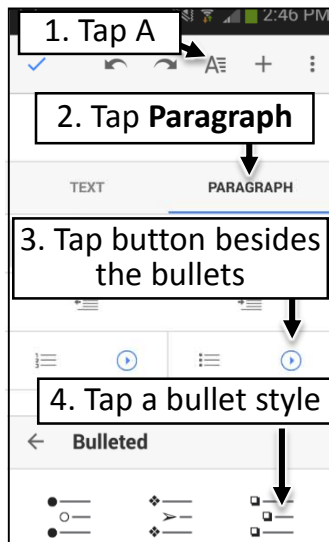 2:46 PM
1. Tap A
A
2. Tap Paragraph
TEXT PARAGRAPH
3. Tap button besides
the bullets
4. Tap a bullet style
Bulleted